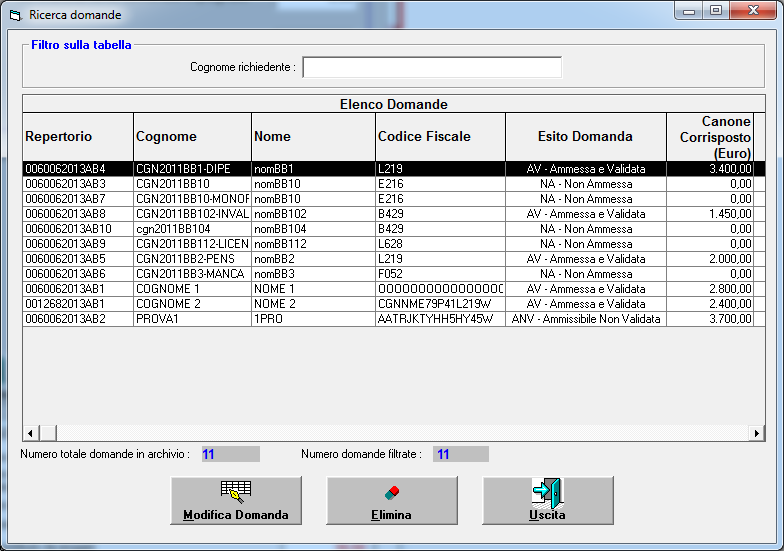 Ricerca domande
Filtro sulla tabella
Cognome richiedente :
Elenco Domande
Repertorio Cognome Nome Codice Fiscale Esito Domanda Canone Corrisposto (Euro)
0060062013AB4 CGN2011BB1-DIPE nomBB1 L219 AV - Ammessa e Validata 3.400,00
0060062013AB3 CGN2011BB10 nomBB10 E216 NA - Non Ammessa 0,00
0060062013AB7 CGN2011BB10-MONOF nomBB10 E216 NA - Non Ammessa 0,00
0060062013AB8 CGN2011BB102-INVAL nomBB102 B429 AV - Ammessa e Validata 1.450,00
0060062013AB10 cgn2011BB104 nomBB104 B429 NA - Non Ammessa 0,00
0060062013AB9 CGN2011BB112-LICEN nomBB112 L628 NA - Non Ammessa 0,00
0060062013AB5 CGN2011BB2-PENS nomBB2 L219 AV - Ammessa e Validata 2.000,00
0060062013AB6 CGN2011BB3-MANCA nomBB3 F052 NA - Non Ammessa 0,00
0060062013AB1 COGNOME 1 NOME 1 AV - Ammessa e Validata 2.800,00
0012682013AB1 COGNOME 2 NOME 2 CGNNME79P41L219W AV - Ammessa e Validata 2.400,00
0060062013AB2 PROVA1 1PRO AATRJKTYHH5HY45W ANV - Ammissibile Non Validata 3.700,00
Numero totale domande in archivio : 11 Numero domande filtrate : 11
Modifica Domanda Elimina Uscita